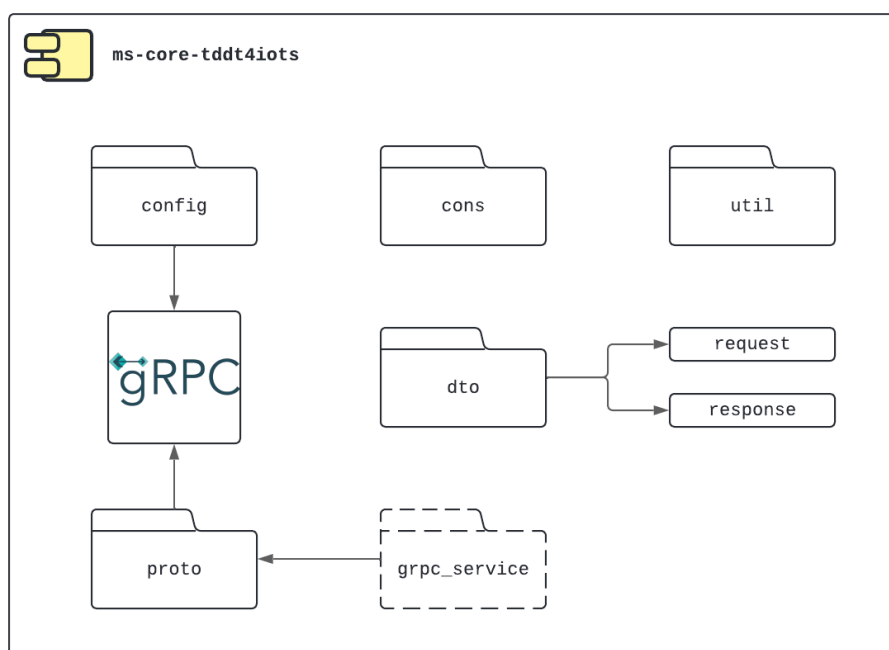 ms-core-tddt4iots
config
cons
util
gRPC
dto
request
response
proto
grpc_service